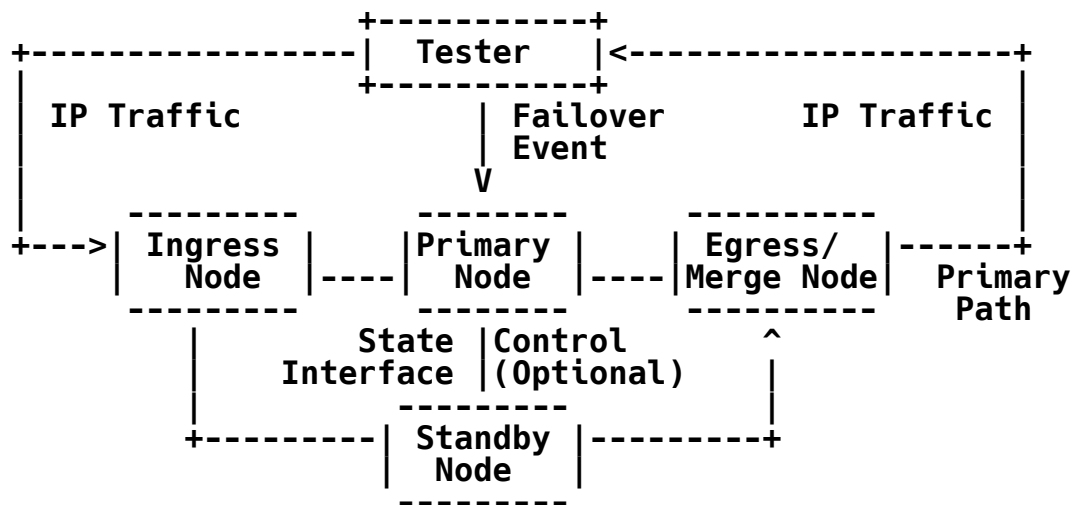 Tester
IP Traffic Failover IP Traffic
Event
Ingress Primary Egress/
Node Node Merge Node Primary
Path
State Control
Interface (Optional)
Standby
Node